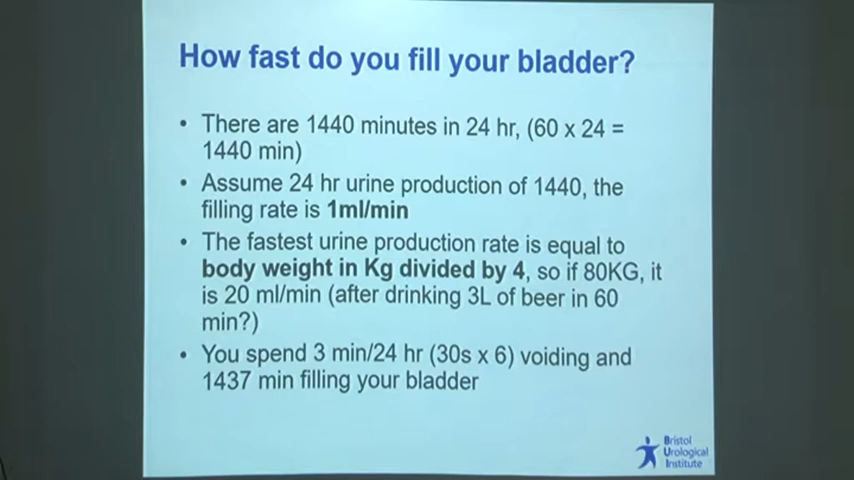 How fast do you fill your bladder?
• There are 1440 minutes in 24 hr, (60 x 24 =
1440 min)
• Assume 24 hr urine production of 1440, the
filling rate is 1ml/min
• The fastest urine production rate is equal to
body weight in Kg divided by 4, so if 80KG, it
is 20 ml/min (after drinking 3L of beer in 60
min?)
• You spend 3 min/24 hr (30s x 6) voiding and
1437 min filling your bladder
Bristol
Urological
Institute